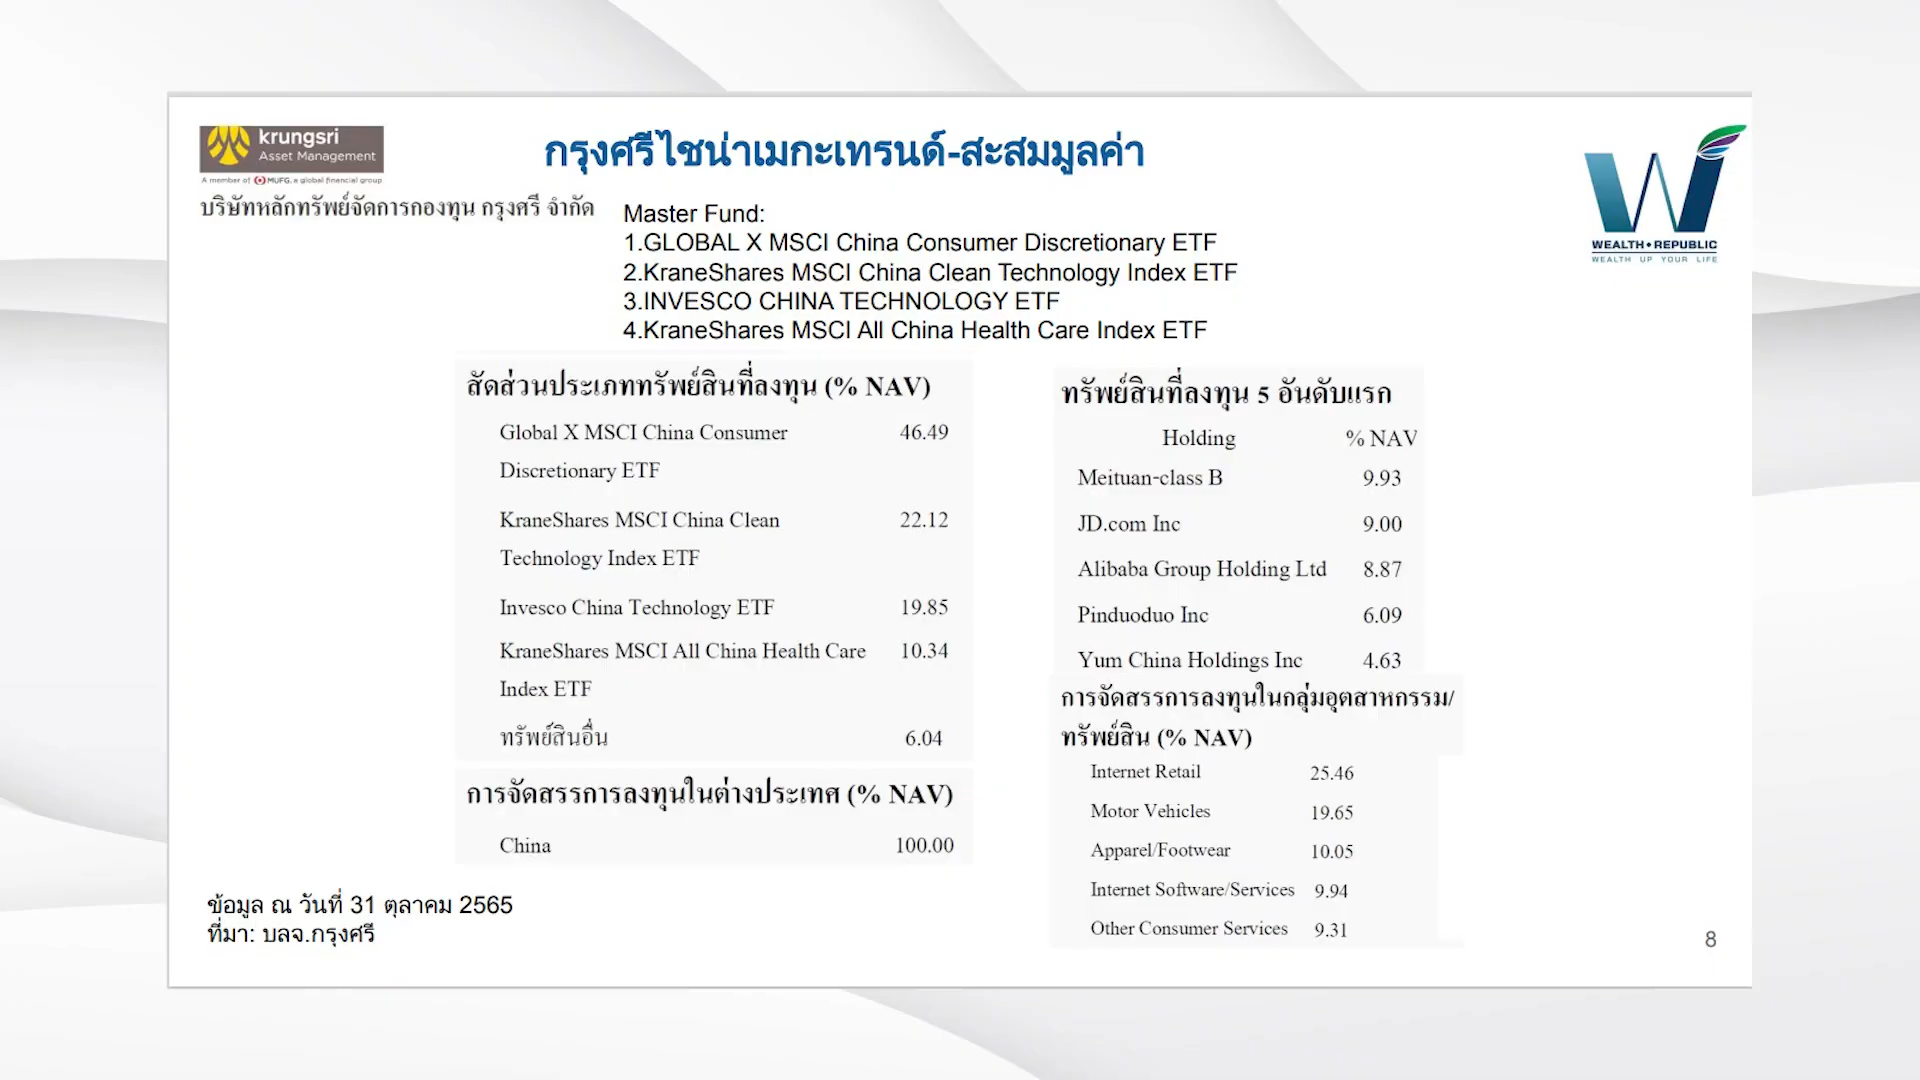 krungsri
Asset Management
A member of MUFG, a global financial group
บริษัทหลักทรัพย์จัดการกองทุน กรุงศรี จำกัด
กรุงศรีไชน่าเมกะเทรนด์-สะสมมูลค่า
WEALTH•REPUBLIC
WEALTH UP YOUR LIFE
Master Fund:
1.GLOBAL X MSCI China Consumer Discretionary ETF
2.KraneShares MSCI China Clean Technology Index ETF
3.INVESCO CHINA TECHNOLOGY ETF
4.KraneShares MSCI All China Health Care Index ETF
สัดส่วนประเภททรัพย์สินที่ลงทุน (% NAV)
Global X MSCI China Consumer 46.49
Discretionary ETF
KraneShares MSCI China Clean 22.12
Technology Index ETF
Invesco China Technology ETF 19.85
KraneShares MSCI All China Health Care 10.34
Index ETF
ทรัพย์สินอื่น 6.04
การจัดสรรการลงทุนในต่างประเทศ (% NAV)
China 100.00
ทรัพย์สินที่ลงทุน 5 อันดับแรก
Holding % NAV
Meituan-class B 9.93
JD.com Inc 9.00
Alibaba Group Holding Ltd 8.87
Pinduoduo Inc 6.09
Yum China Holdings Inc 4.63
การจัดสรรการลงทุนในกลุ่มอุตสาหกรรม/
ทรัพย์สิน (% NAV)
Internet Retail 25.46
Motor Vehicles 19.65
Apparel/Footwear 10.05
Internet Software/Services 9.94
Other Consumer Services 9.31
ข้อมูล ณ วันที่ 31 ตุลาคม 2565
ที่มา: บลจ.กรุงศรี
8